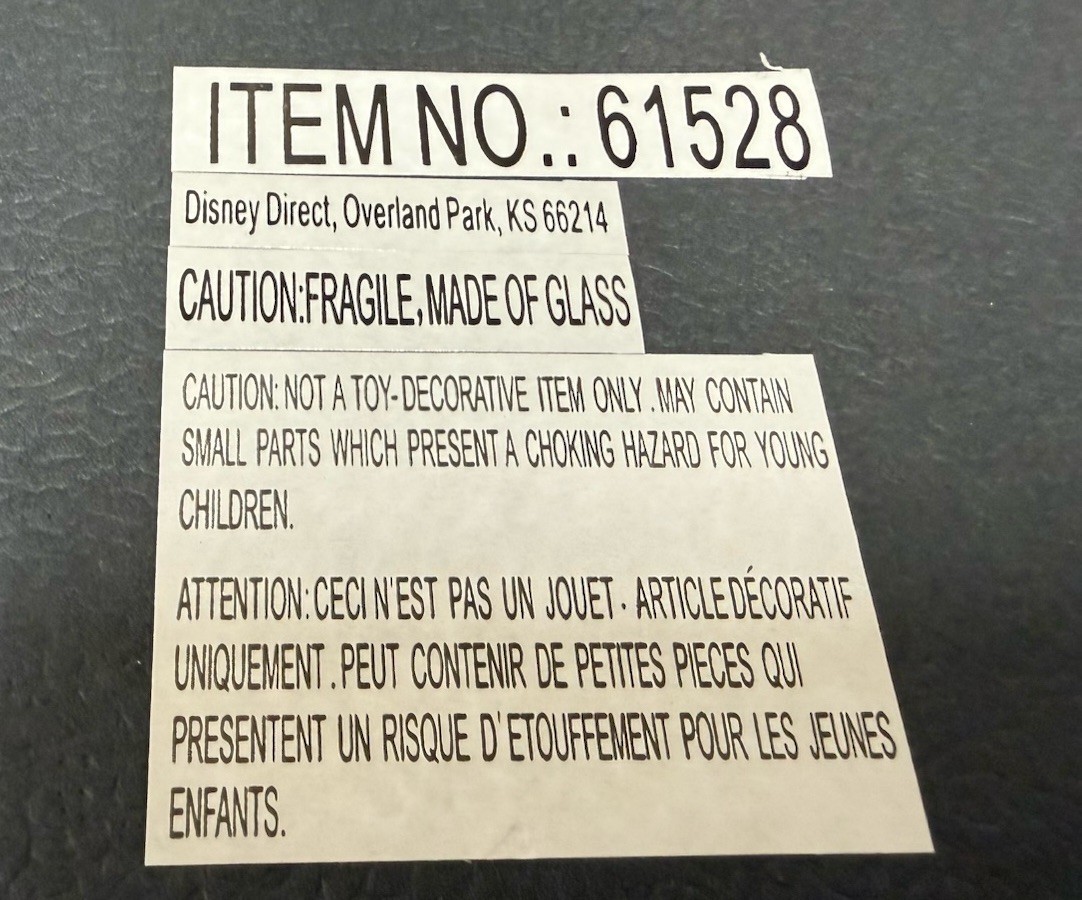 ITEM NO.: 61528
Disney Direct, Overland Park, KS 66214
CAUTION:FRAGILE, MADE OF GLASS
CAUTION: NOT A TOY-DECORATIVE ITEM ONLY . MAY CONTAIN
SMALL PARTS WHICH PRESENT A CHOKING HAZARD FOR YOUNG
CHILDREN.
ATTENTION: CECI N'EST PAS UN JOUET - ARTICLE DÉCORATIF
UNIQUEMENT . PEUT CONTENIR DE PETITES PIECES QUI
PRESENTENT UN RISQUE D'ETOUFFEMENT POUR LES JEUNES
ENFANTS.